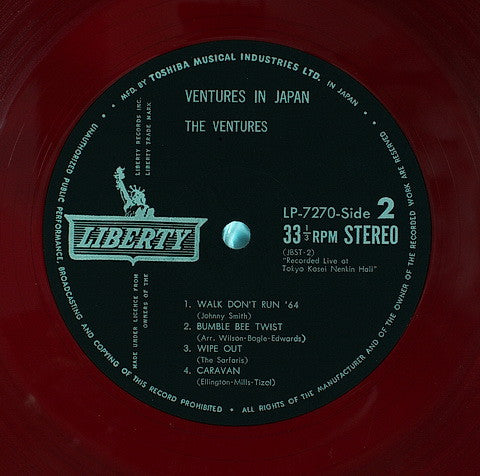 MFD. BY TOSHIBA MUSICAL INDUSTRIES LTD. IN JAPAN.
VENTURES IN JAPAN
THE VENTURES
LIBERTY RECORDS INC.
LIBERTY TRADE MARK
LIBERTY
LP-7270-Side 2
33 1/3 RPM STEREO
(JBST-2)
"Recorded Live at
Tokyo Kosei Nenkin Hall"
1. WALK DON'T RUN '64
(Johnny Smith)
2. BUMBLE BEE TWIST
(Arr. Wilson-Bogle-Edwards)
3. WIPE OUT
(The Sarfaris)
4. CARAVAN
(Ellington-Mills-Tizol)
MADE UNDER LICENCE FROM
OWNERS OF THE
UNAUTHORIZED PUBLIC PERFORMANCE, BROADCASTING AND COPYING OF THIS RECORD PROHIBITED • ALL RIGHTS OF THE MANUFACTURER AND OF THE OWNER OF THE RECORDED WORK ARE RESERVED.